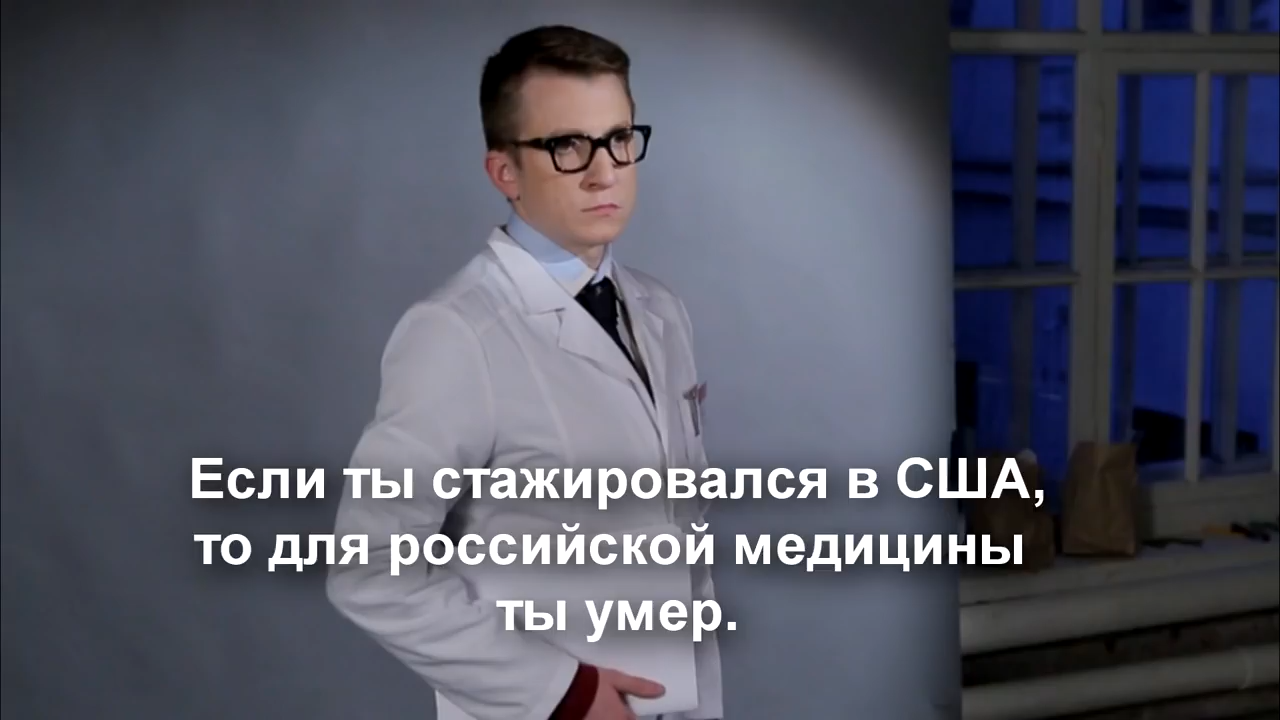 Если ты стажировался в США,
то для российской медицины
ты умер.